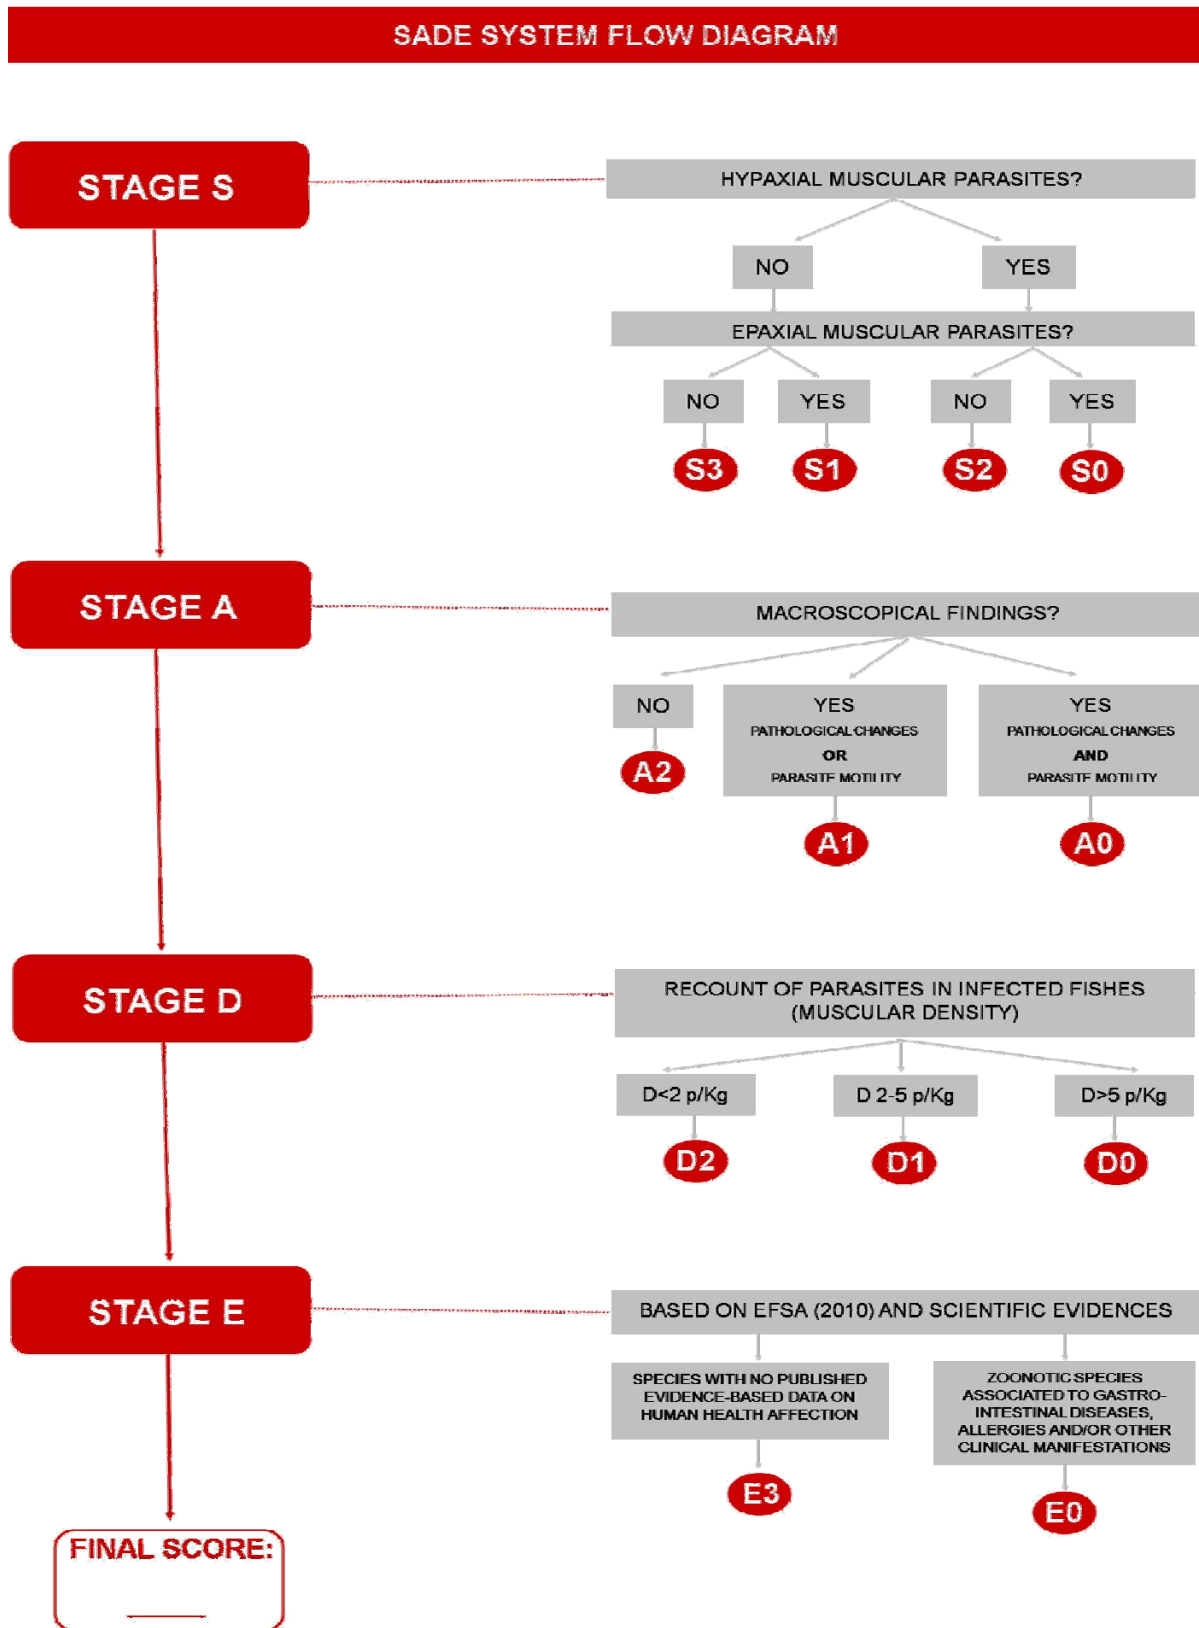 SADE SYSTEM FLOW DIAGRAM
STAGE S
HYPAXIAL MUSCULAR PARASITES?
NO
YES
EPAXIAL MUSCULAR PARASITES?
NO
YES
NO
YES
S3
S1
S2
S0
STAGE A
MACROSCOPICAL FINDINGS?
NO
A2
YES
PATHOLOGICAL CHANGES
OR
PARASITE MOTILITY
A1
YES
PATHOLOGICAL CHANGES
AND
PARASITE MOTILITY
A0
STAGE D
RECOUNT OF PARASITES IN INFECTED FISHES
(MUSCULAR DENSITY)
D<2 p/Kg
D 2-5 p/Kg
D>5 p/Kg
D2
D1
D0
STAGE E
BASED ON EFSA (2010) AND SCIENTIFIC EVIDENCES
SPECIES WITH NO PUBLISHED
EVIDENCE-BASED DATA ON
HUMAN HEALTH AFFECTION
E3
ZOONOTIC SPECIES
ASSOCIATED TO GASTRO-
INTESTINAL DISEASES,
ALLERGIES AND/OR OTHER
CLINICAL MANIFESTATIONS
E0
FINAL SCORE: